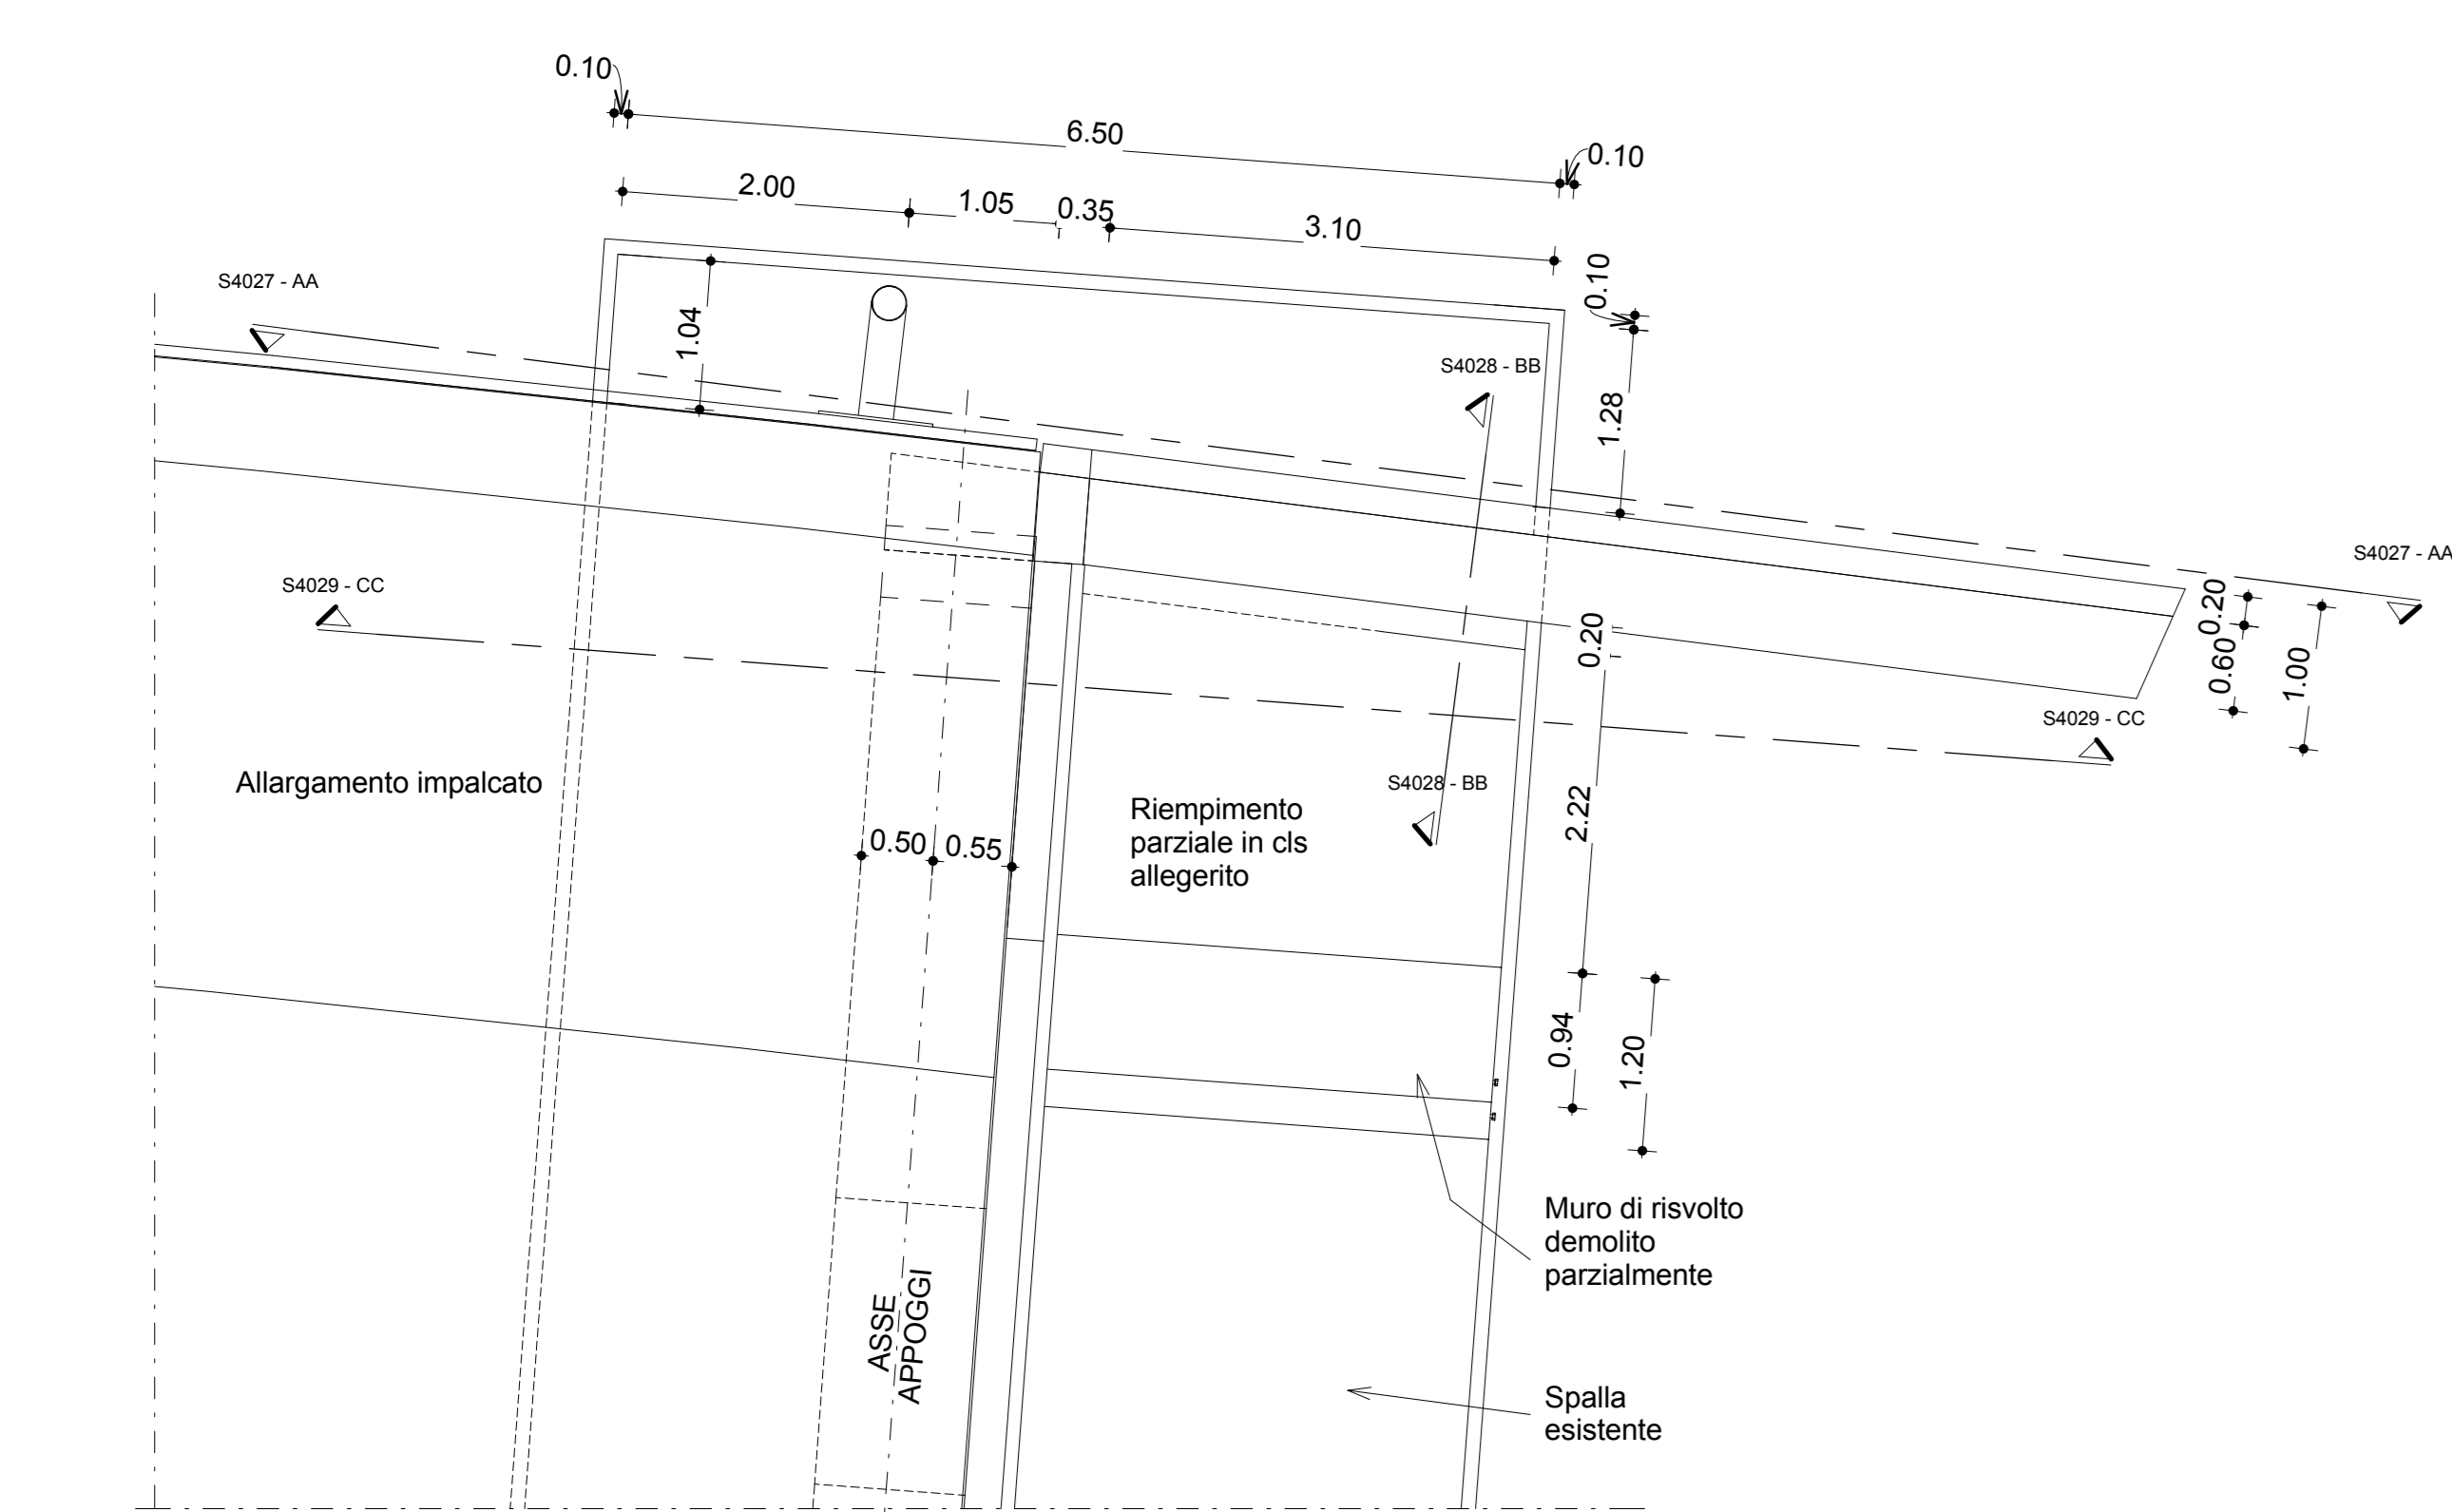 0.10
6.50
0.10
2.00
1.05
0.35
3.10
0.10
S4027 - AA
1.04
S4028 - BB
1.28
S4027 - AA
S4029 - CC
0.20
0.20
0.60
1.00
S4029 - CC
Allargamento impalcato
S4028 - BB
Riempimento
parziale in cls
allegerito
2.22
0.50
0.55
0.94
1.20
Muro di risvolto
demolito
parzialmente
ASSE
APPOGGI
Spalla
esistente